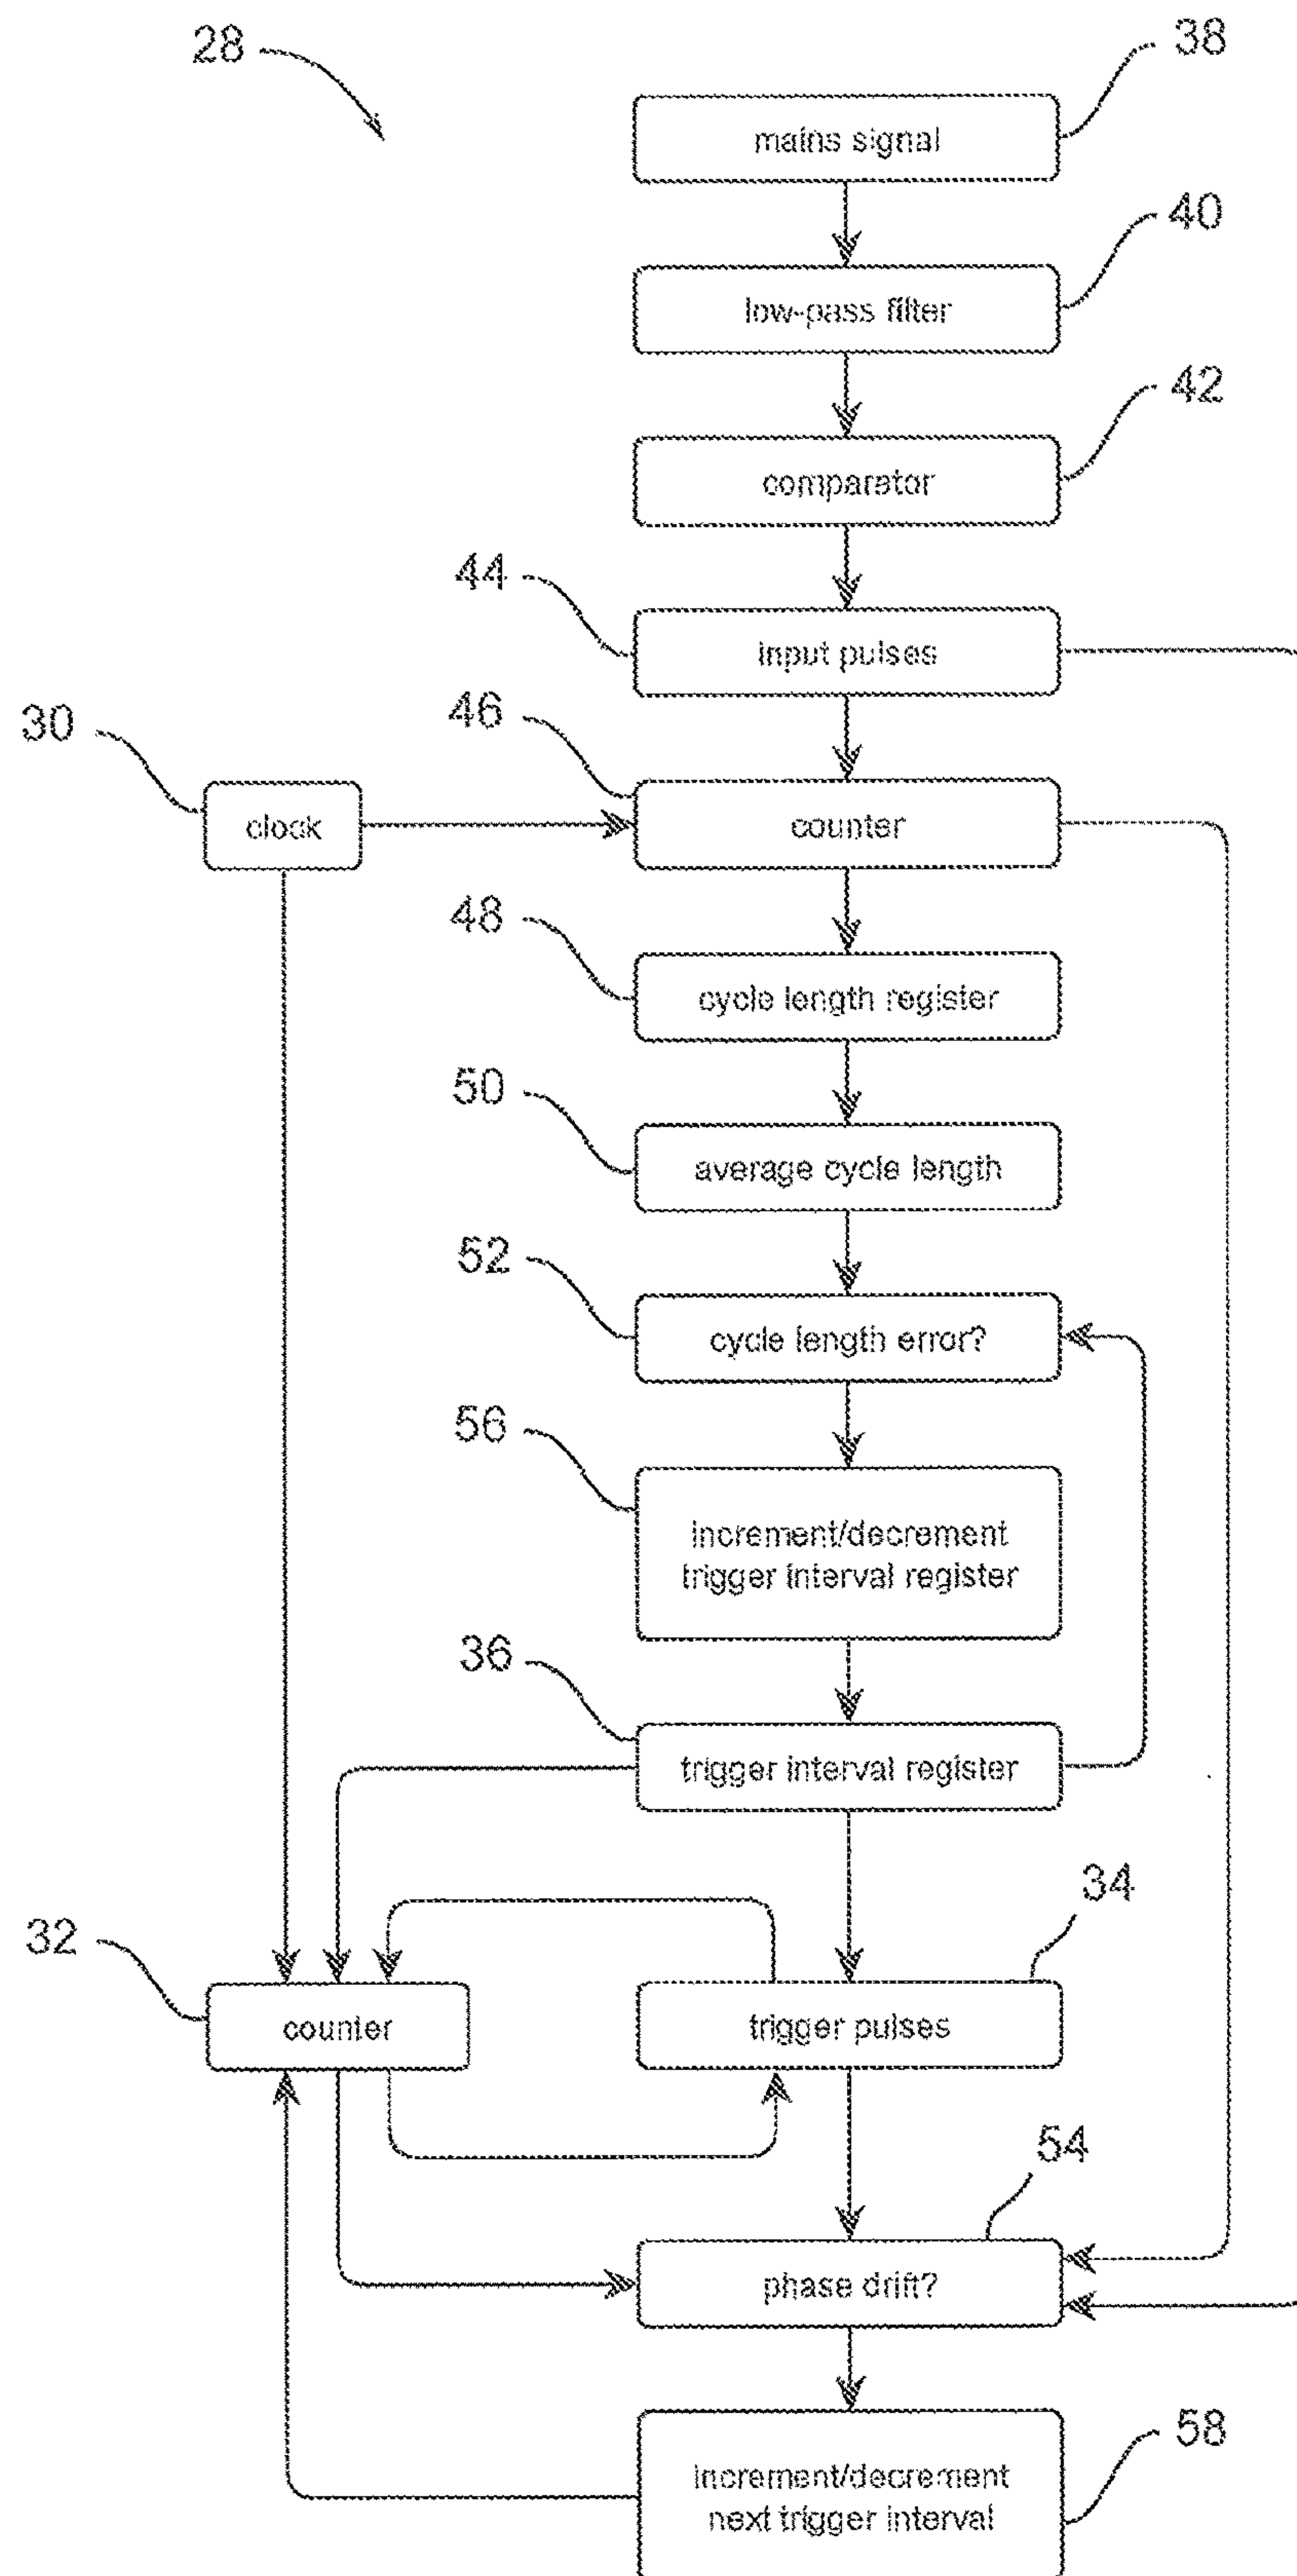 28
38
mains signal
40
low-pass filter
42
comparator
44
input pulses
46
30
clock
counter
48
cycle length register
50
average cycle length
52
cycle length error?
56
increment/decrement
trigger interval register
36
trigger interval register
34
32
counter
trigger pulses
54
phase drift?
58
increment/decrement
next trigger interval